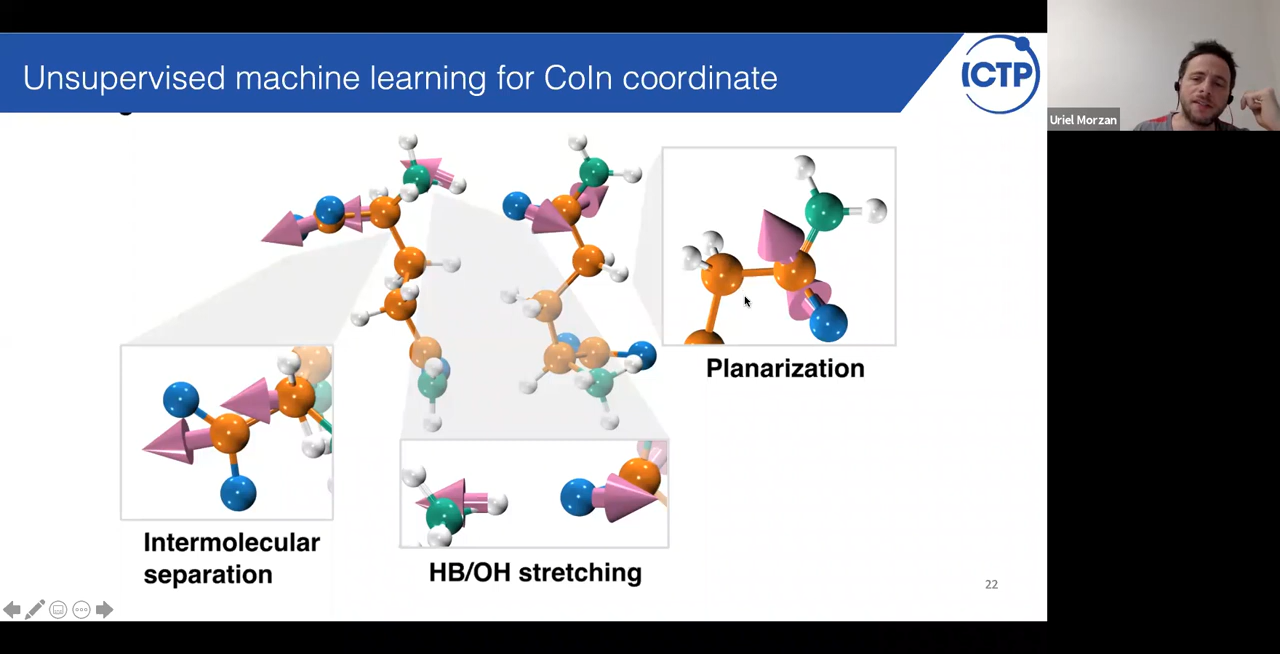 Unsupervised machine learning for CoIn coordinate
ICTP
Uriel Morzan
Planarization
Intermolecular
separation
HB/OH stretching
22